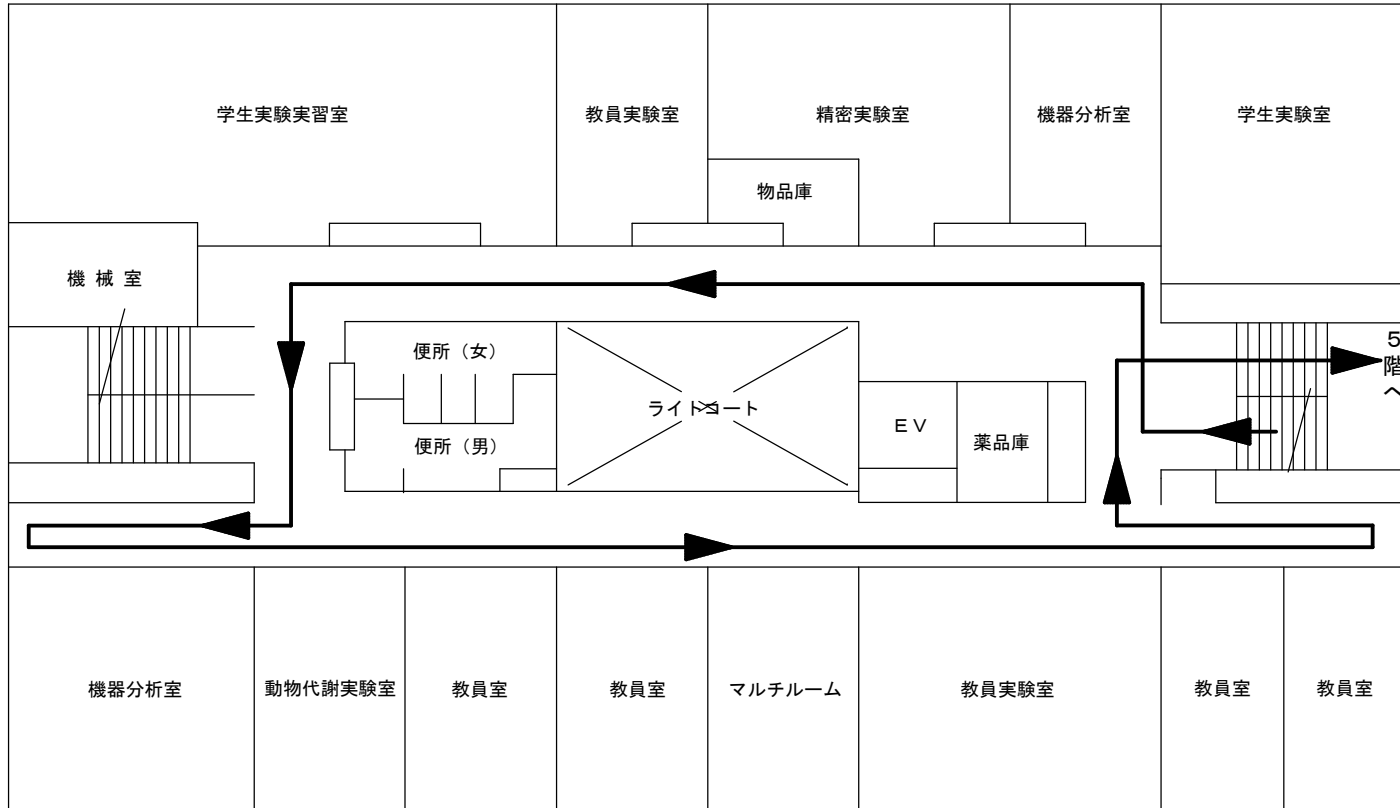 学生実験実習室
教員実験室
精密実験室
機器分析室
学生実験室
物品庫
機 械 室
5階へ
便所（女）
ライトコート
ＥＶ
薬品庫
便所（男）
機器分析室
動物代謝実験室
教員室
教員室
マルチルーム
教員実験室
教員室
教員室